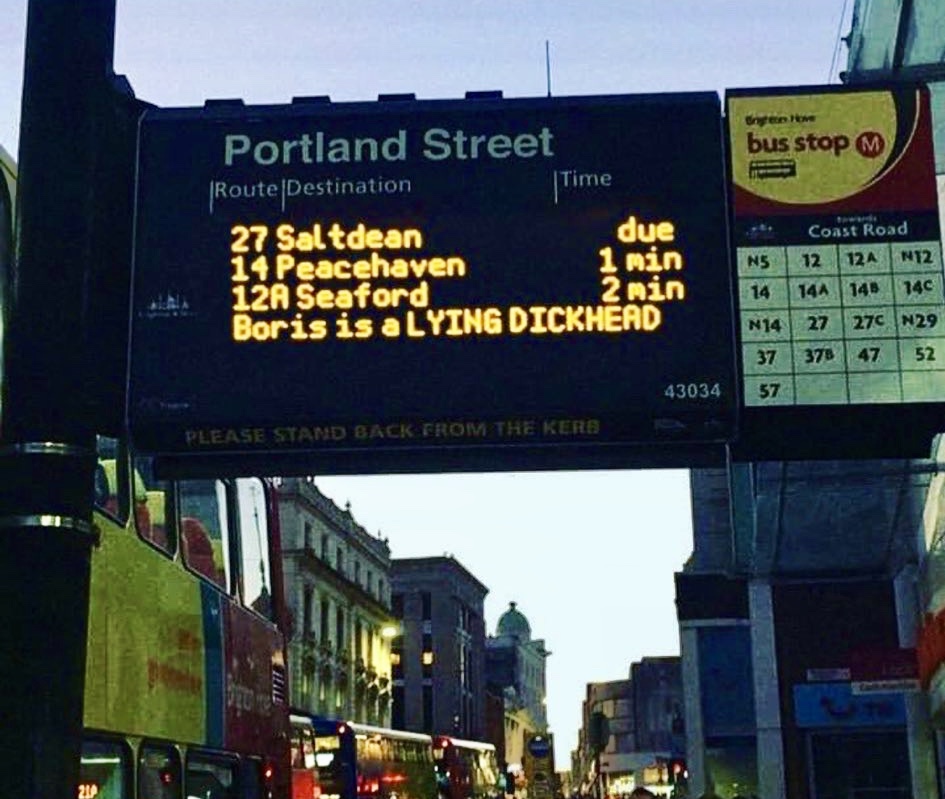 Portland Street
Route Destination Time
27 Saltdean due
14 Peacehaven 1 min
12A Seaford 2 min
Boris is a LYING DICKHEAD
43034
PLEASE STAND BACK FROM THE KERB
Brighton & Hove
bus stop M
towards
Coast Road
N5 12 12A N12
14 14A 14B 14C
N14 27 27C N29
37 37B 47 52
57
21A